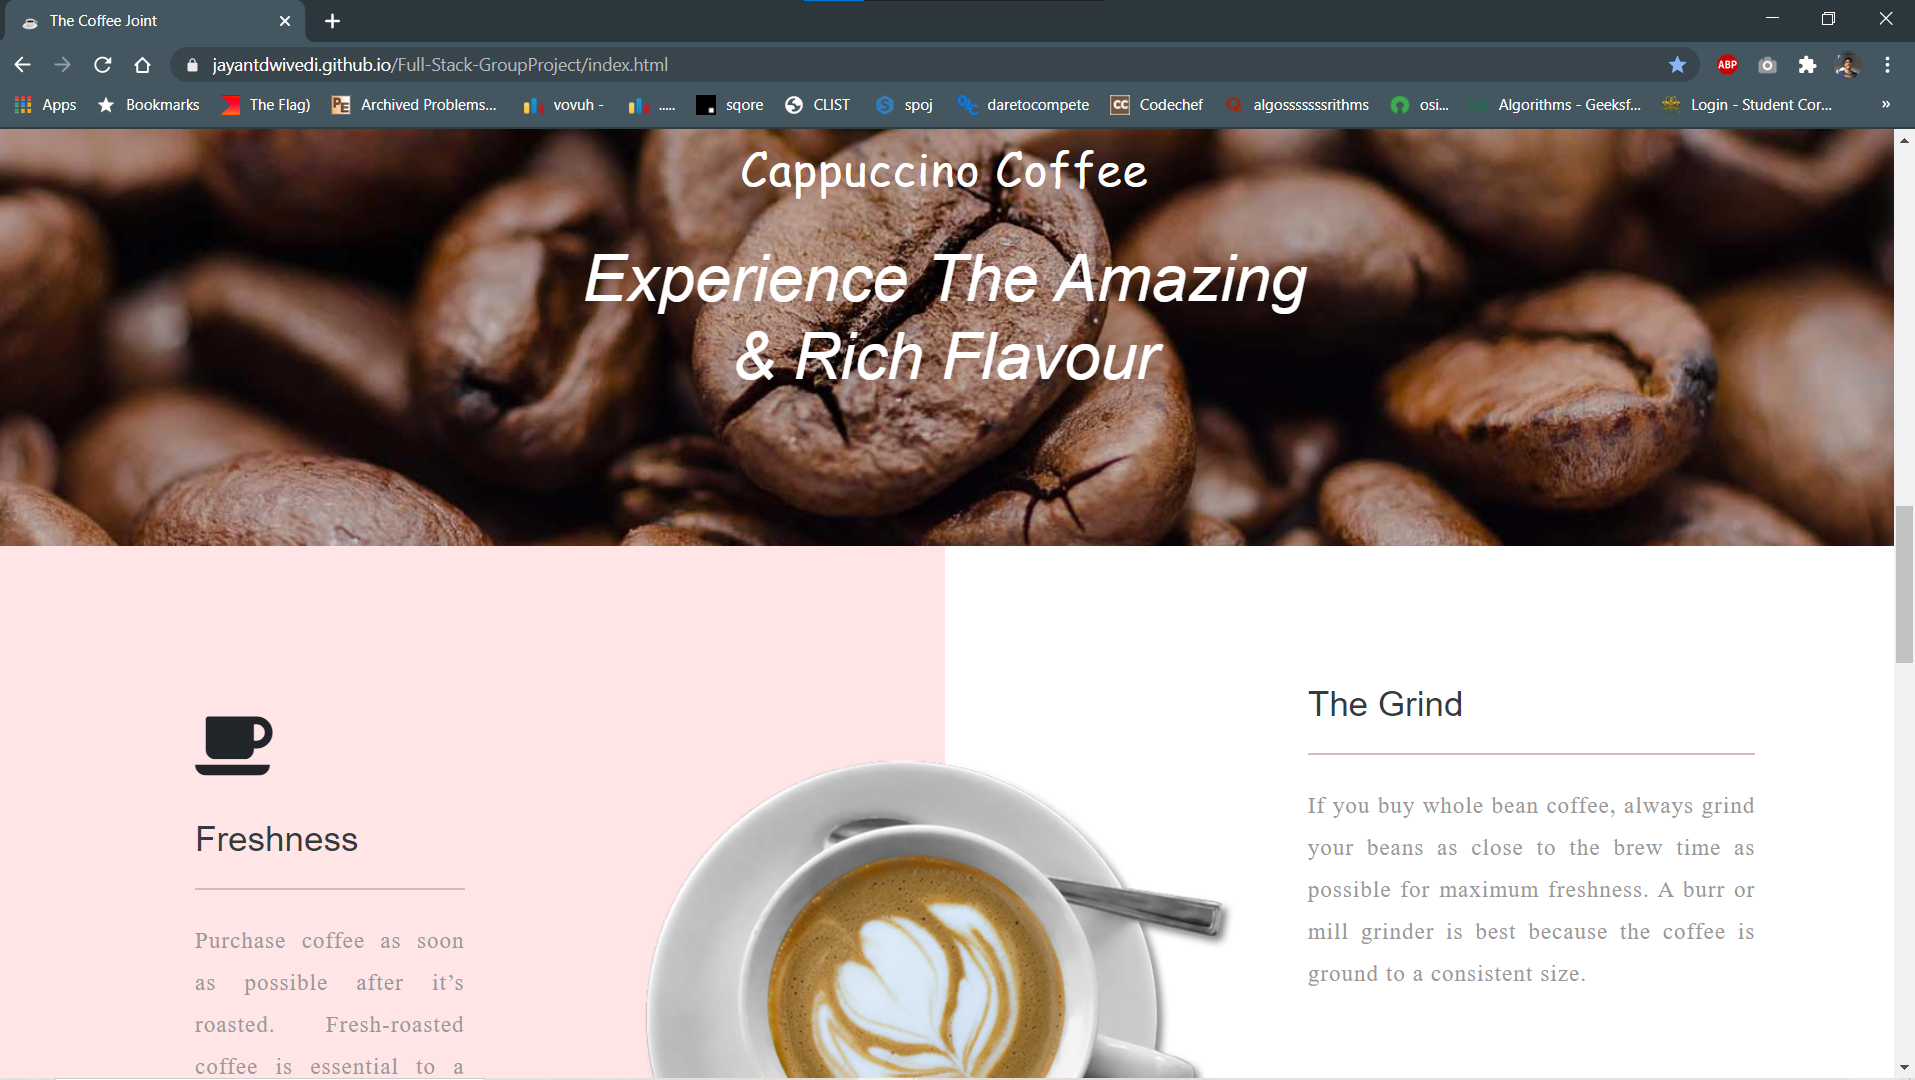 The Coffee Joint
jayantdwivedi.github.io/Full-Stack-GroupProject/index.html
ABP
Apps Bookmarks The Flag) PE Archived Problems... vovuh - ..... sqore CLIST spoj daretocompete CC Codechef algosssssssrithms osi... Algorithms - Geeksf... Login - Student Cor... »
Cappuccino Coffee
Experience The Amazing
& Rich Flavour
Freshness
Purchase coffee as soon
as possible after it’s
roasted. Fresh-roasted
coffee is essential to a
The Grind
If you buy whole bean coffee, always grind
your beans as close to the brew time as
possible for maximum freshness. A burr or
mill grinder is best because the coffee is
ground to a consistent size.